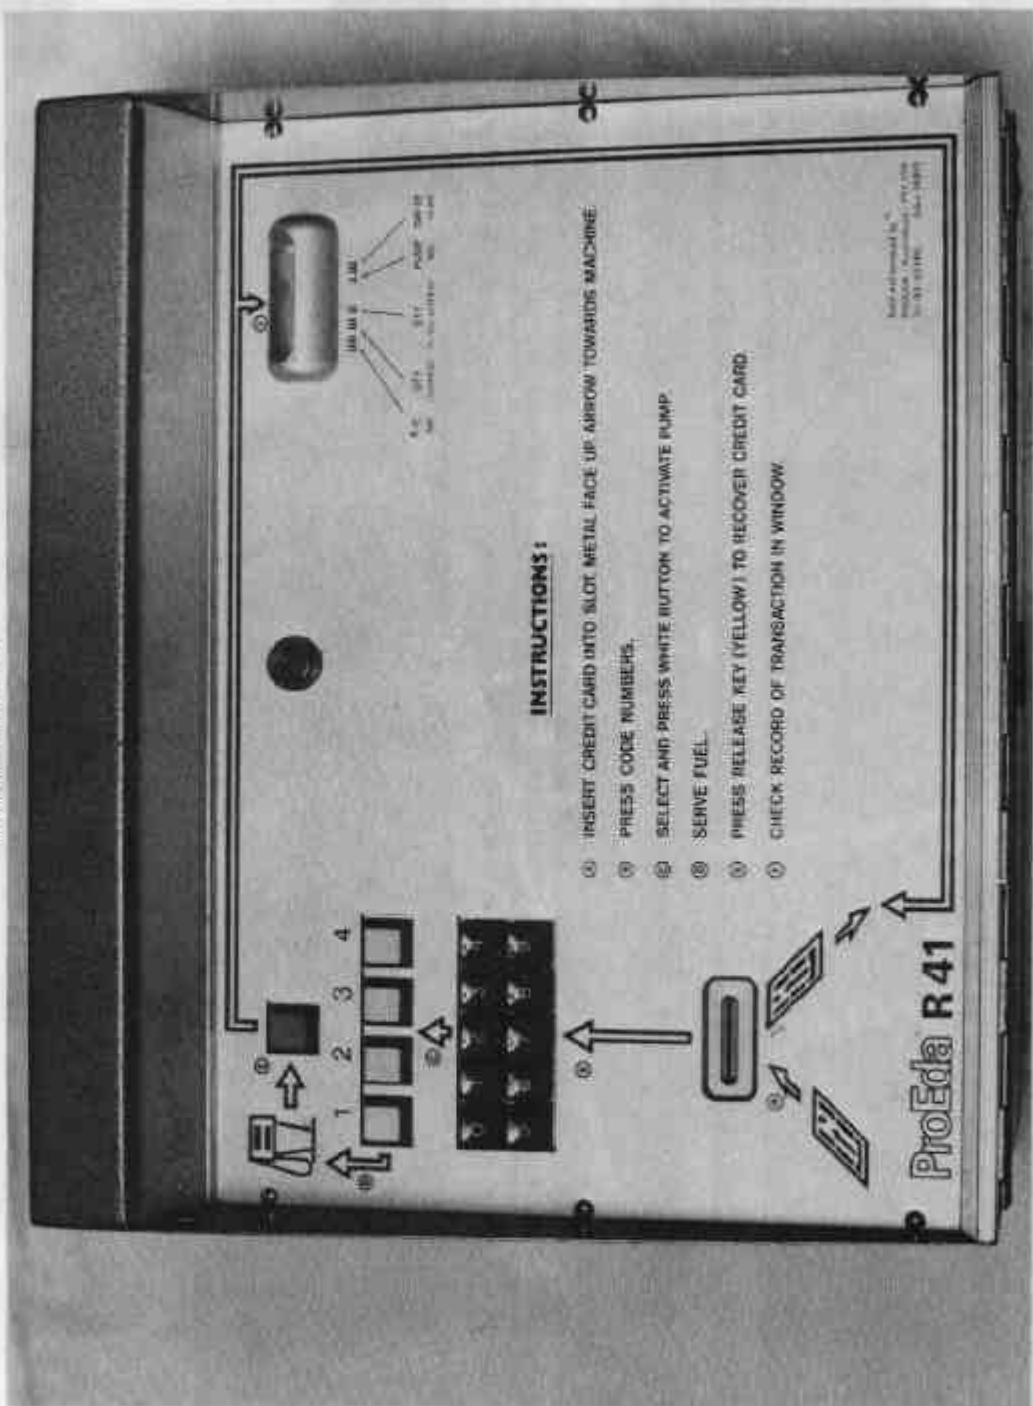 1 2 3 4
PUMP
INSTRUCTIONS:
Ⓐ INSERT CREDIT CARD INTO SLOT, METAL FACE UP, ARROW TOWARDS MACHINE.
Ⓑ PRESS CODE NUMBERS.
Ⓒ SELECT AND PRESS WHITE BUTTON TO ACTIVATE PUMP.
Ⓓ SERVE FUEL.
Ⓔ PRESS RELEASE KEY (YELLOW) TO RECOVER CREDIT CARD.
Ⓕ CHECK RECORD OF TRANSACTION IN WINDOW.
ProEda R41